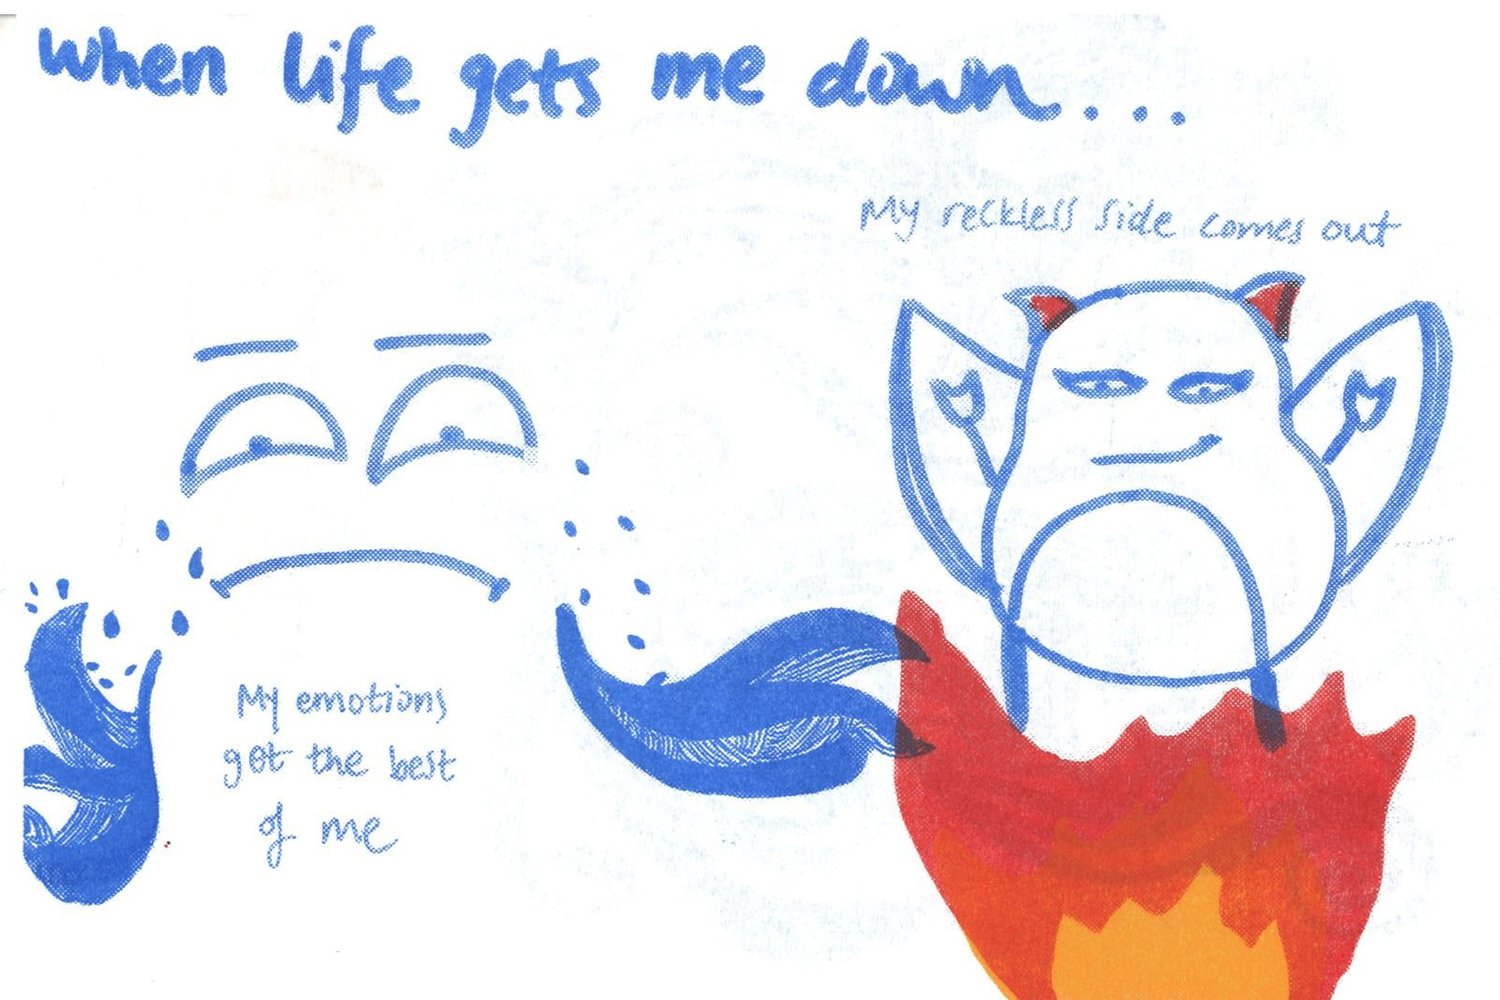 when life gets me down...
My reckless side comes out
My emotions
got the best
of me